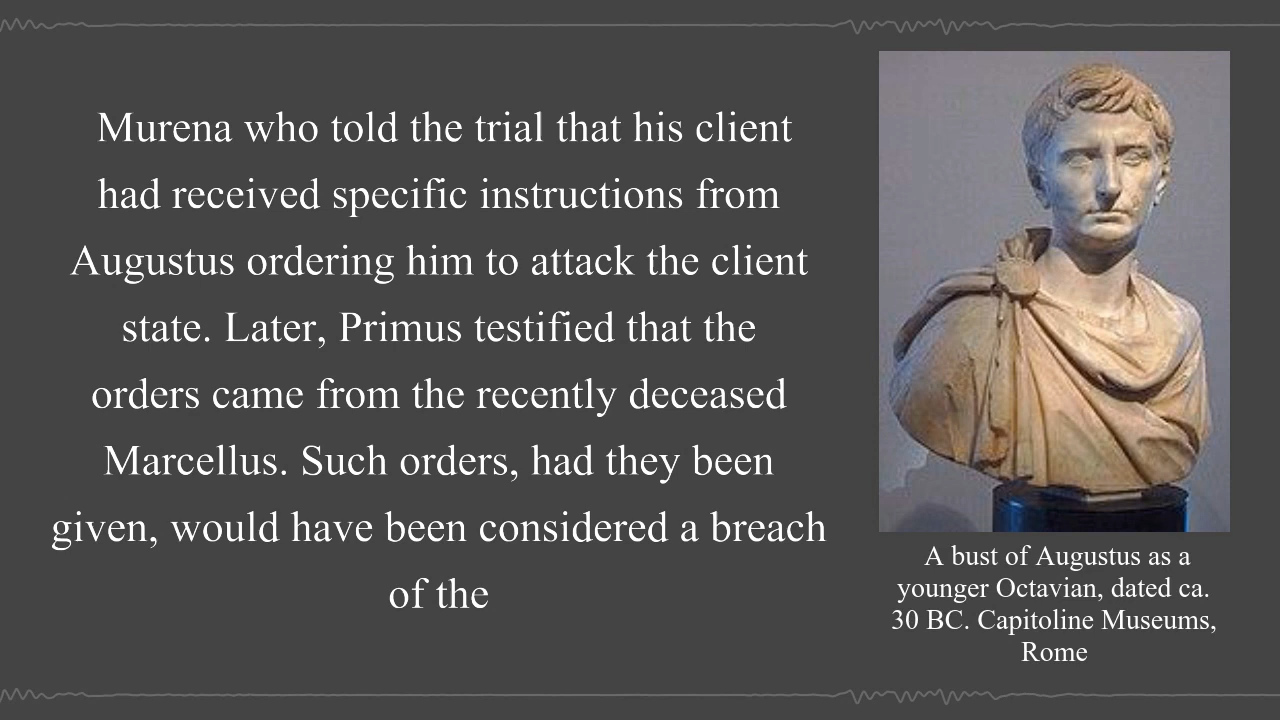 Murena who told the trial that his client
had received specific instructions from
Augustus ordering him to attack the client
state. Later, Primus testified that the
orders came from the recently deceased
Marcellus. Such orders, had they been
given, would have been considered a breach
of the
A bust of Augustus as a
younger Octavian, dated ca.
30 BC. Capitoline Museums,
Rome